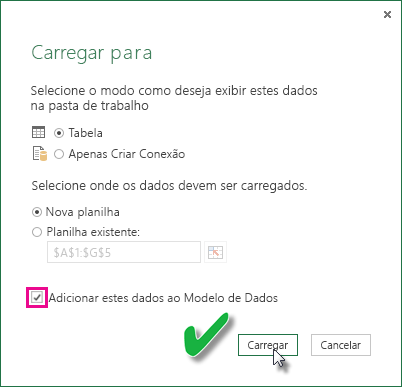 Carregar para
Selecione o modo como deseja exibir estes dados
na pasta de trabalho
Tabela
Apenas Criar Conexão
Selecione onde os dados devem ser carregados.
Nova planilha
Planilha existente:
$A$1:$G$5
Adicionar estes dados ao Modelo de Dados
Carregar
Cancelar